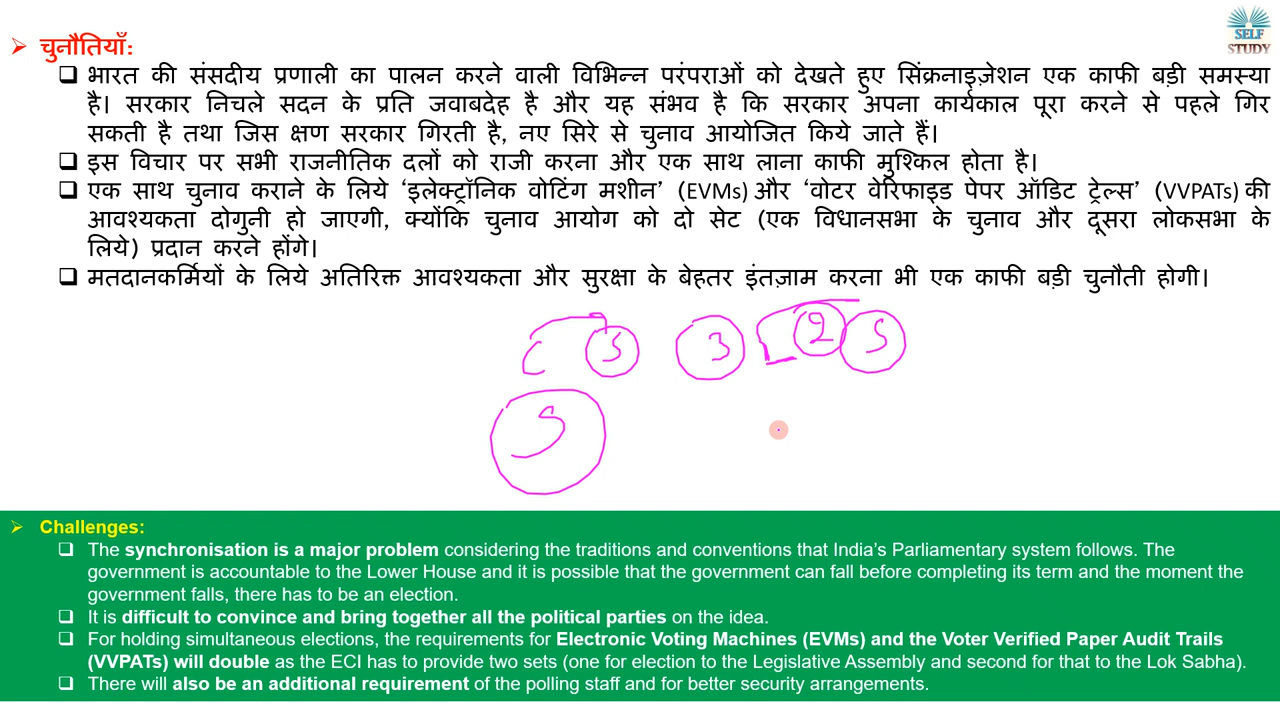 SELF
STUDY
➢ चुनौतियाँ:
❑ भारत की संसदीय प्रणाली का पालन करने वाली विभिन्न परंपराओं को देखते हुए सिंक्रनाइज़ेशन एक काफी बड़ी समस्या
है। सरकार निचले सदन के प्रति जवाबदेह है और यह संभव है कि सरकार अपना कार्यकाल पूरा करने से पहले गिर
सकती है तथा जिस क्षण सरकार गिरती है, नए सिरे से चुनाव आयोजित किये जाते हैं।
❑ इस विचार पर सभी राजनीतिक दलों को राजी करना और एक साथ लाना काफी मुश्किल होता है।
❑ एक साथ चुनाव कराने के लिये ‘इलेक्ट्रॉनिक वोटिंग मशीन’ (EVMs) और ‘वोटर वेरिफाइड पेपर ऑडिट ट्रेल्स’ (VVPATs) की
आवश्यकता दोगुनी हो जाएगी, क्योंकि चुनाव आयोग को दो सेट (एक विधानसभा के चुनाव और दूसरा लोकसभा के
लिये) प्रदान करने होंगे।
❑ मतदानकर्मियों के लिये अतिरिक्त आवश्यकता और सुरक्षा के बेहतर इंतज़ाम करना भी एक काफी बड़ी चुनौती होगी।
3 2
➢ Challenges:
❑ The synchronisation is a major problem considering the traditions and conventions that India’s Parliamentary system follows. The
government is accountable to the Lower House and it is possible that the government can fall before completing its term and the moment the
government falls, there has to be an election.
❑ It is difficult to convince and bring together all the political parties on the idea.
❑ For holding simultaneous elections, the requirements for Electronic Voting Machines (EVMs) and the Voter Verified Paper Audit Trails
(VVPATs) will double as the ECI has to provide two sets (one for election to the Legislative Assembly and second for that to the Lok Sabha).
❑ There will also be an additional requirement of the polling staff and for better security arrangements.